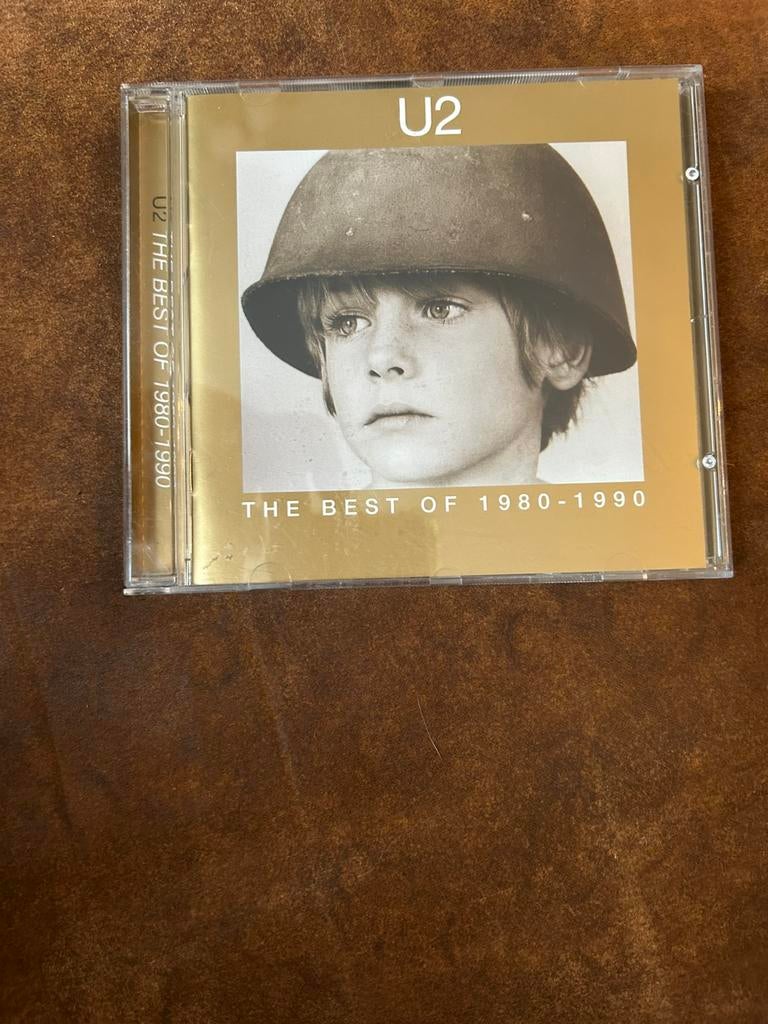 U2
THE BEST OF 1980-1990
U2 THE BEST OF 1980-1990